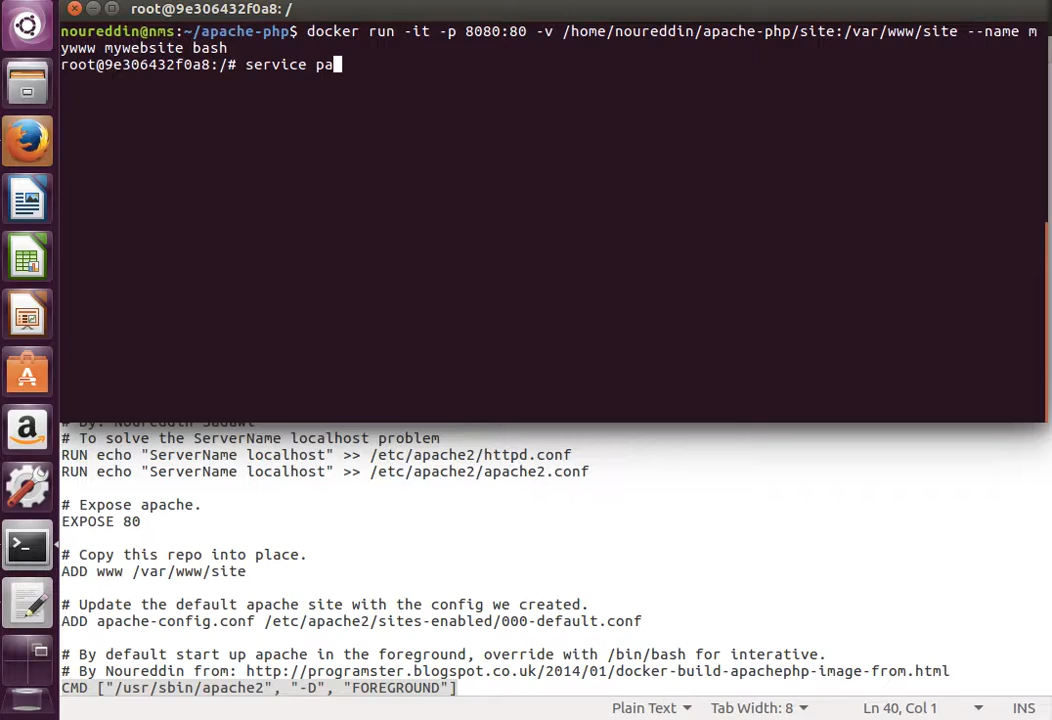 root@9e306432f0a8: /
noureddin@nms:~/apache-php$ docker run -it -p 8080:80 -v /home/noureddin/apache-php/site:/var/www/site --name m
ywww mywebsite bash
root@9e306432f0a8:/# service pa
# By: Noureddin Sadawi
# To solve the ServerName localhost problem
RUN echo "ServerName localhost" >> /etc/apache2/httpd.conf
RUN echo "ServerName localhost" >> /etc/apache2/apache2.conf
# Expose apache.
EXPOSE 80
# Copy this repo into place.
ADD www /var/www/site
# Update the default apache site with the config we created.
ADD apache-config.conf /etc/apache2/sites-enabled/000-default.conf
# By default start up apache in the foreground, override with /bin/bash for interative.
# By Noureddin from: http://programster.blogspot.co.uk/2014/01/docker-build-apachephp-image-from.html
CMD ["/usr/sbin/apache2", "-D", "FOREGROUND"]
Plain Text Tab Width: 8 Ln 40, Col 1 INS